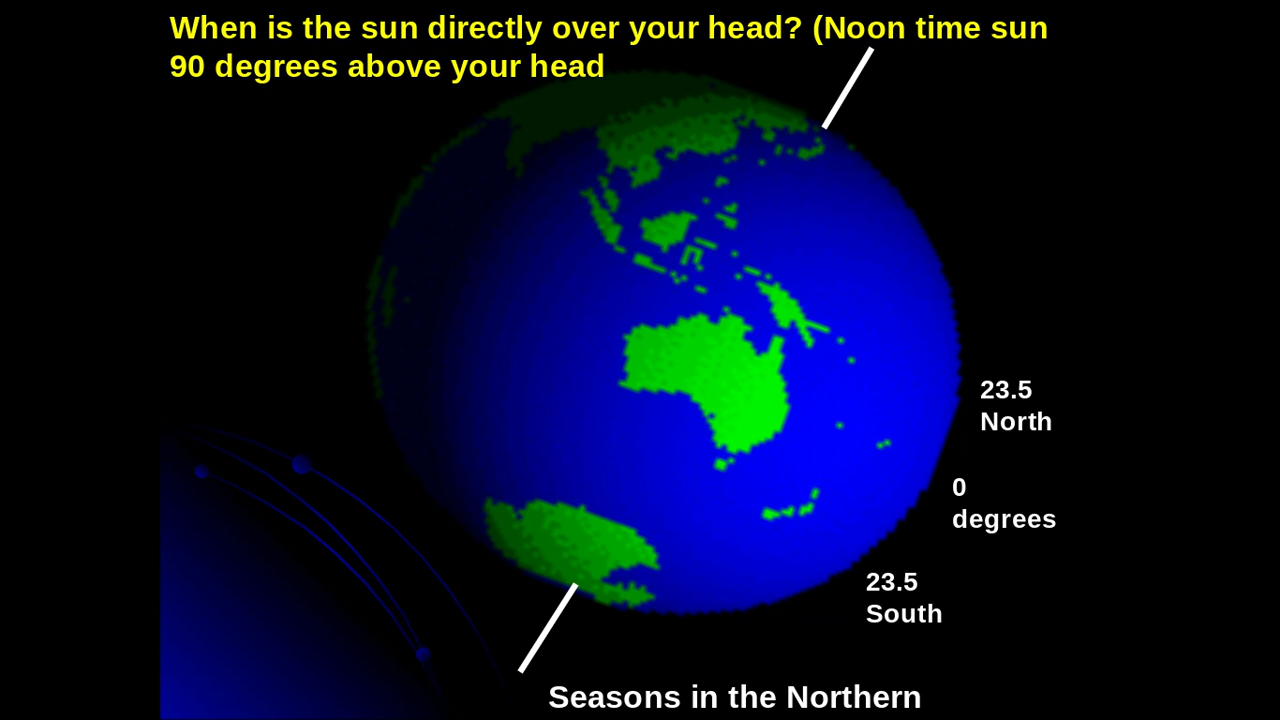 When is the sun directly over your head? (Noon time sun
90 degrees above your head
23.5
North
0
degrees
23.5
South
Seasons in the Northern